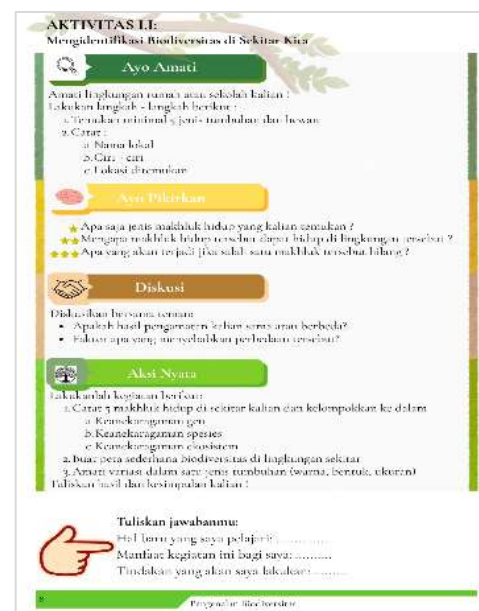 AKTIVITAS 1.1:
Mengidentifikasi Biodiversitas di Sekitar Kita
Ayo Amati
Amati lingkungan rumah atau sekolah kalian !
Lakukan langkah - langkah berikut :
1. Temukan minimal 5 jenis tumbuhan dan hewan
2. Catat :
a. Nama lokal
b. Ciri - ciri
c. Lokasi ditemukan
Ayo Pikirkan
Apa saja jenis makhluk hidup yang kalian temukan ?
Mengapa makhluk hidup tersebut dapat hidup di lingkungan tersebut ?
Apa yang akan terjadi jika salah satu makhluk tersebut hilang ?
Diskusi
Diskusikan bersama teman:
• Apakah hasil pengamatan kalian sama atau berbeda?
• Faktor apa yang menyebabkan perbedaan tersebut?
Aksi Nyata
Lakukanlah kegiatan berikut:
1. Catat 5 makhluk hidup di sekitar kalian dan kelompokkan ke dalam
a. Keanekaragaman gen
b. Keanekaragaman spesies
c. Keanekaragaman ekosistem
2. Buat peta sederhana biodiversitas di lingkungan sekitar
3. Amati variasi dalam satu jenis tumbuhan (warna, bentuk, ukuran)
Tuliskan hasil dan kesimpulan kalian !
Tuliskan jawabanmu:
Hal baru yang saya pelajari: .............
Manfaat kegiatan ini bagi saya: .........
Tindakan yang akan saya lakukan: ........
8
Pengenalan Biodiversitas